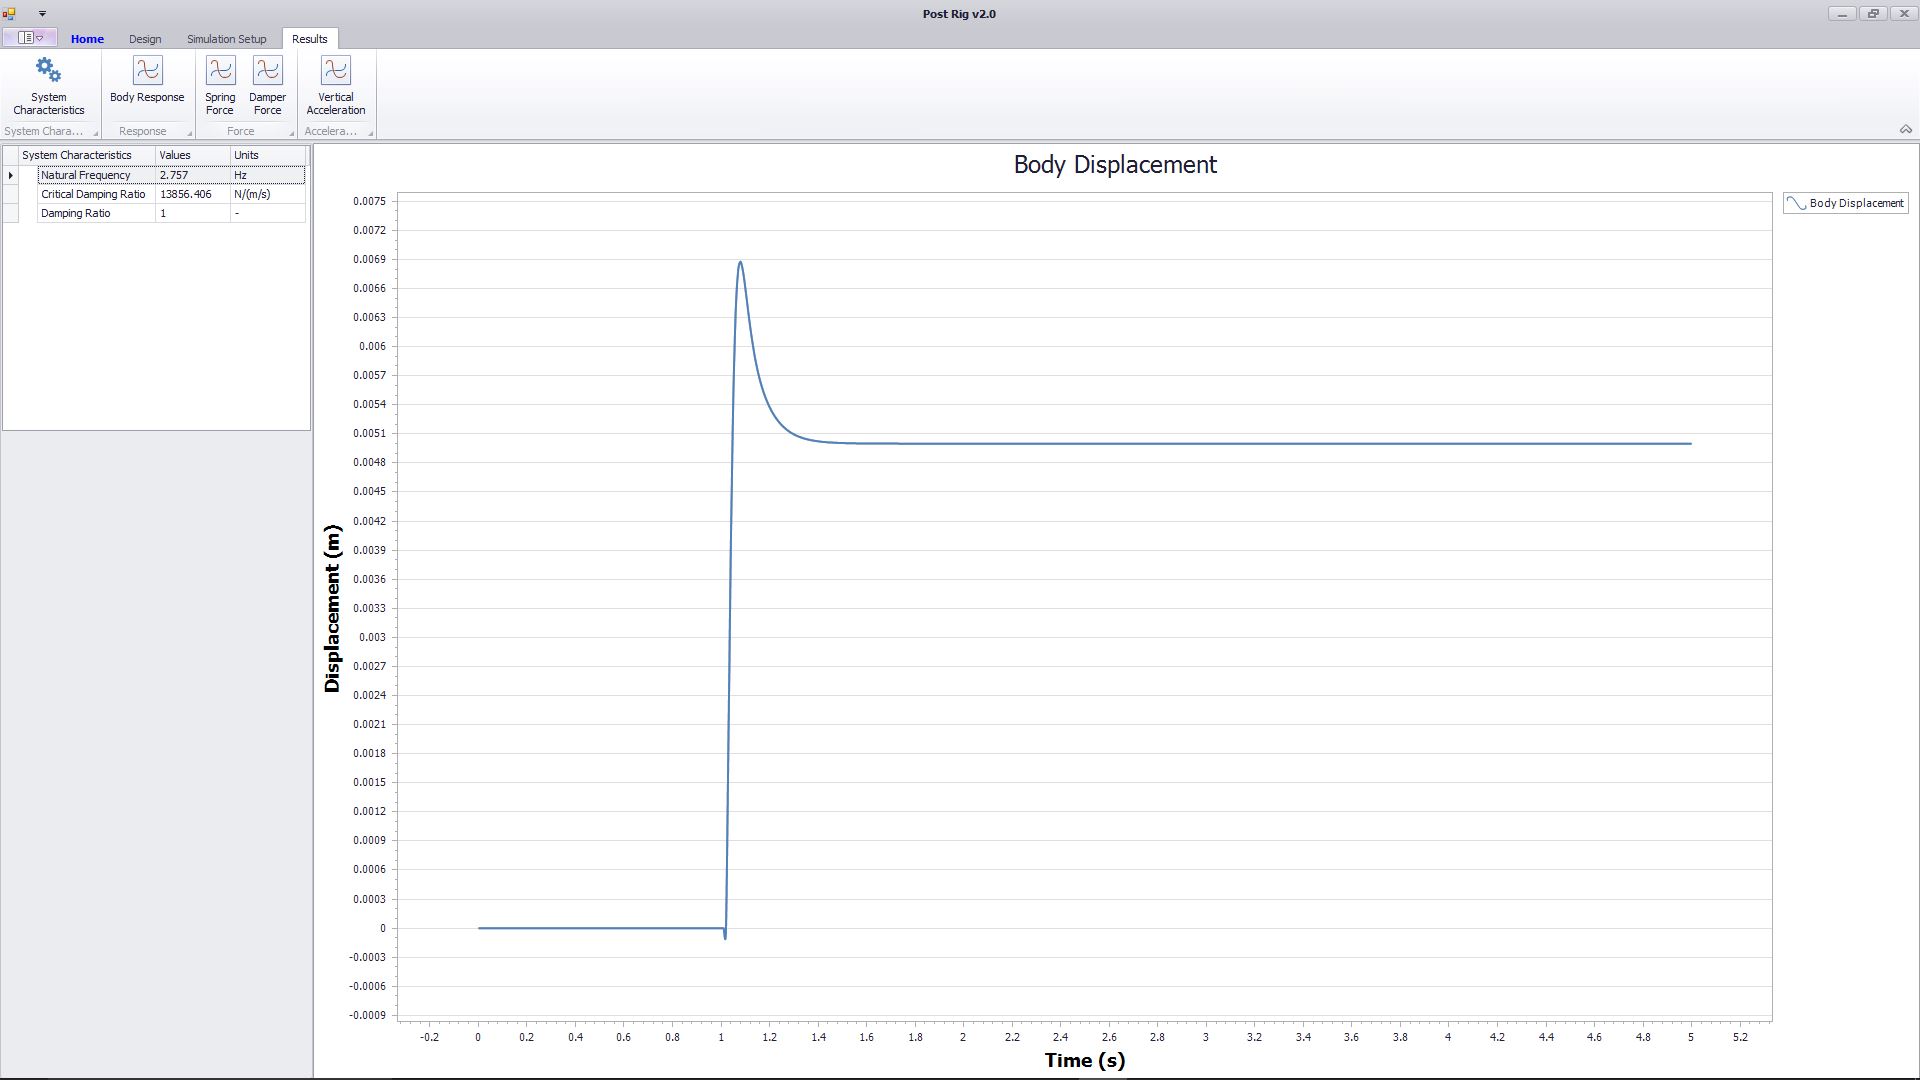 Post Rig v2.0
Home Design Simulation Setup Results
System Characteristics
Body Response
Spring Force
Damper Force
Vertical Acceleration
System Chara... Response Force Accelera...
System Characteristics Values Units
Natural Frequency 2.757 Hz
Critical Damping Ratio 13856.406 N/(m/s)
Damping Ratio 1 -
Body Displacement
Body Displacement
0.0075
0.0072
0.0069
0.0066
0.0063
0.006
0.0057
0.0054
0.0051
0.0048
0.0045
0.0042
0.0039
0.0036
0.0033
0.003
0.0027
0.0024
0.0021
0.0018
0.0015
0.0012
0.0009
0.0006
0.0003
0
-0.0003
-0.0006
-0.0009
Displacement (m)
-0.2 0 0.2 0.4 0.6 0.8 1 1.2 1.4 1.6 1.8 2 2.2 2.4 2.6 2.8 3 3.2 3.4 3.6 3.8 4 4.2 4.4 4.6 4.8 5 5.2
Time (s)